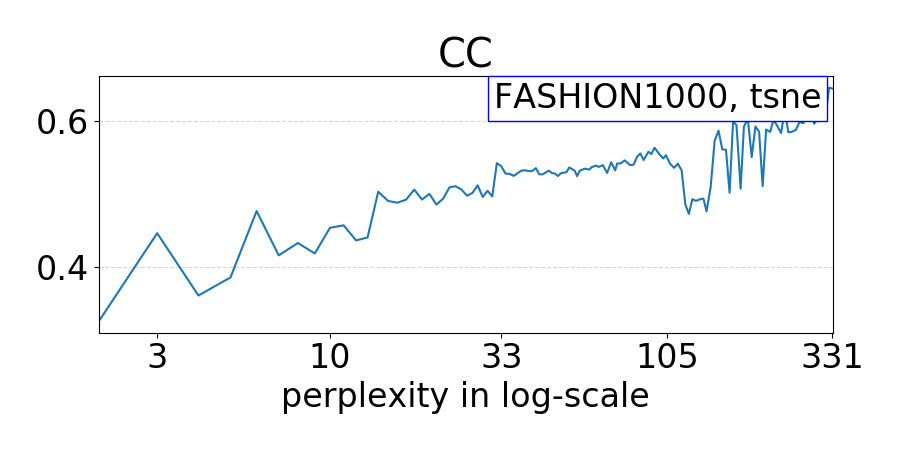 CC
FASHION1000, tsne
0.6
0.4
3 10 33 105 331
perplexity in log-scale